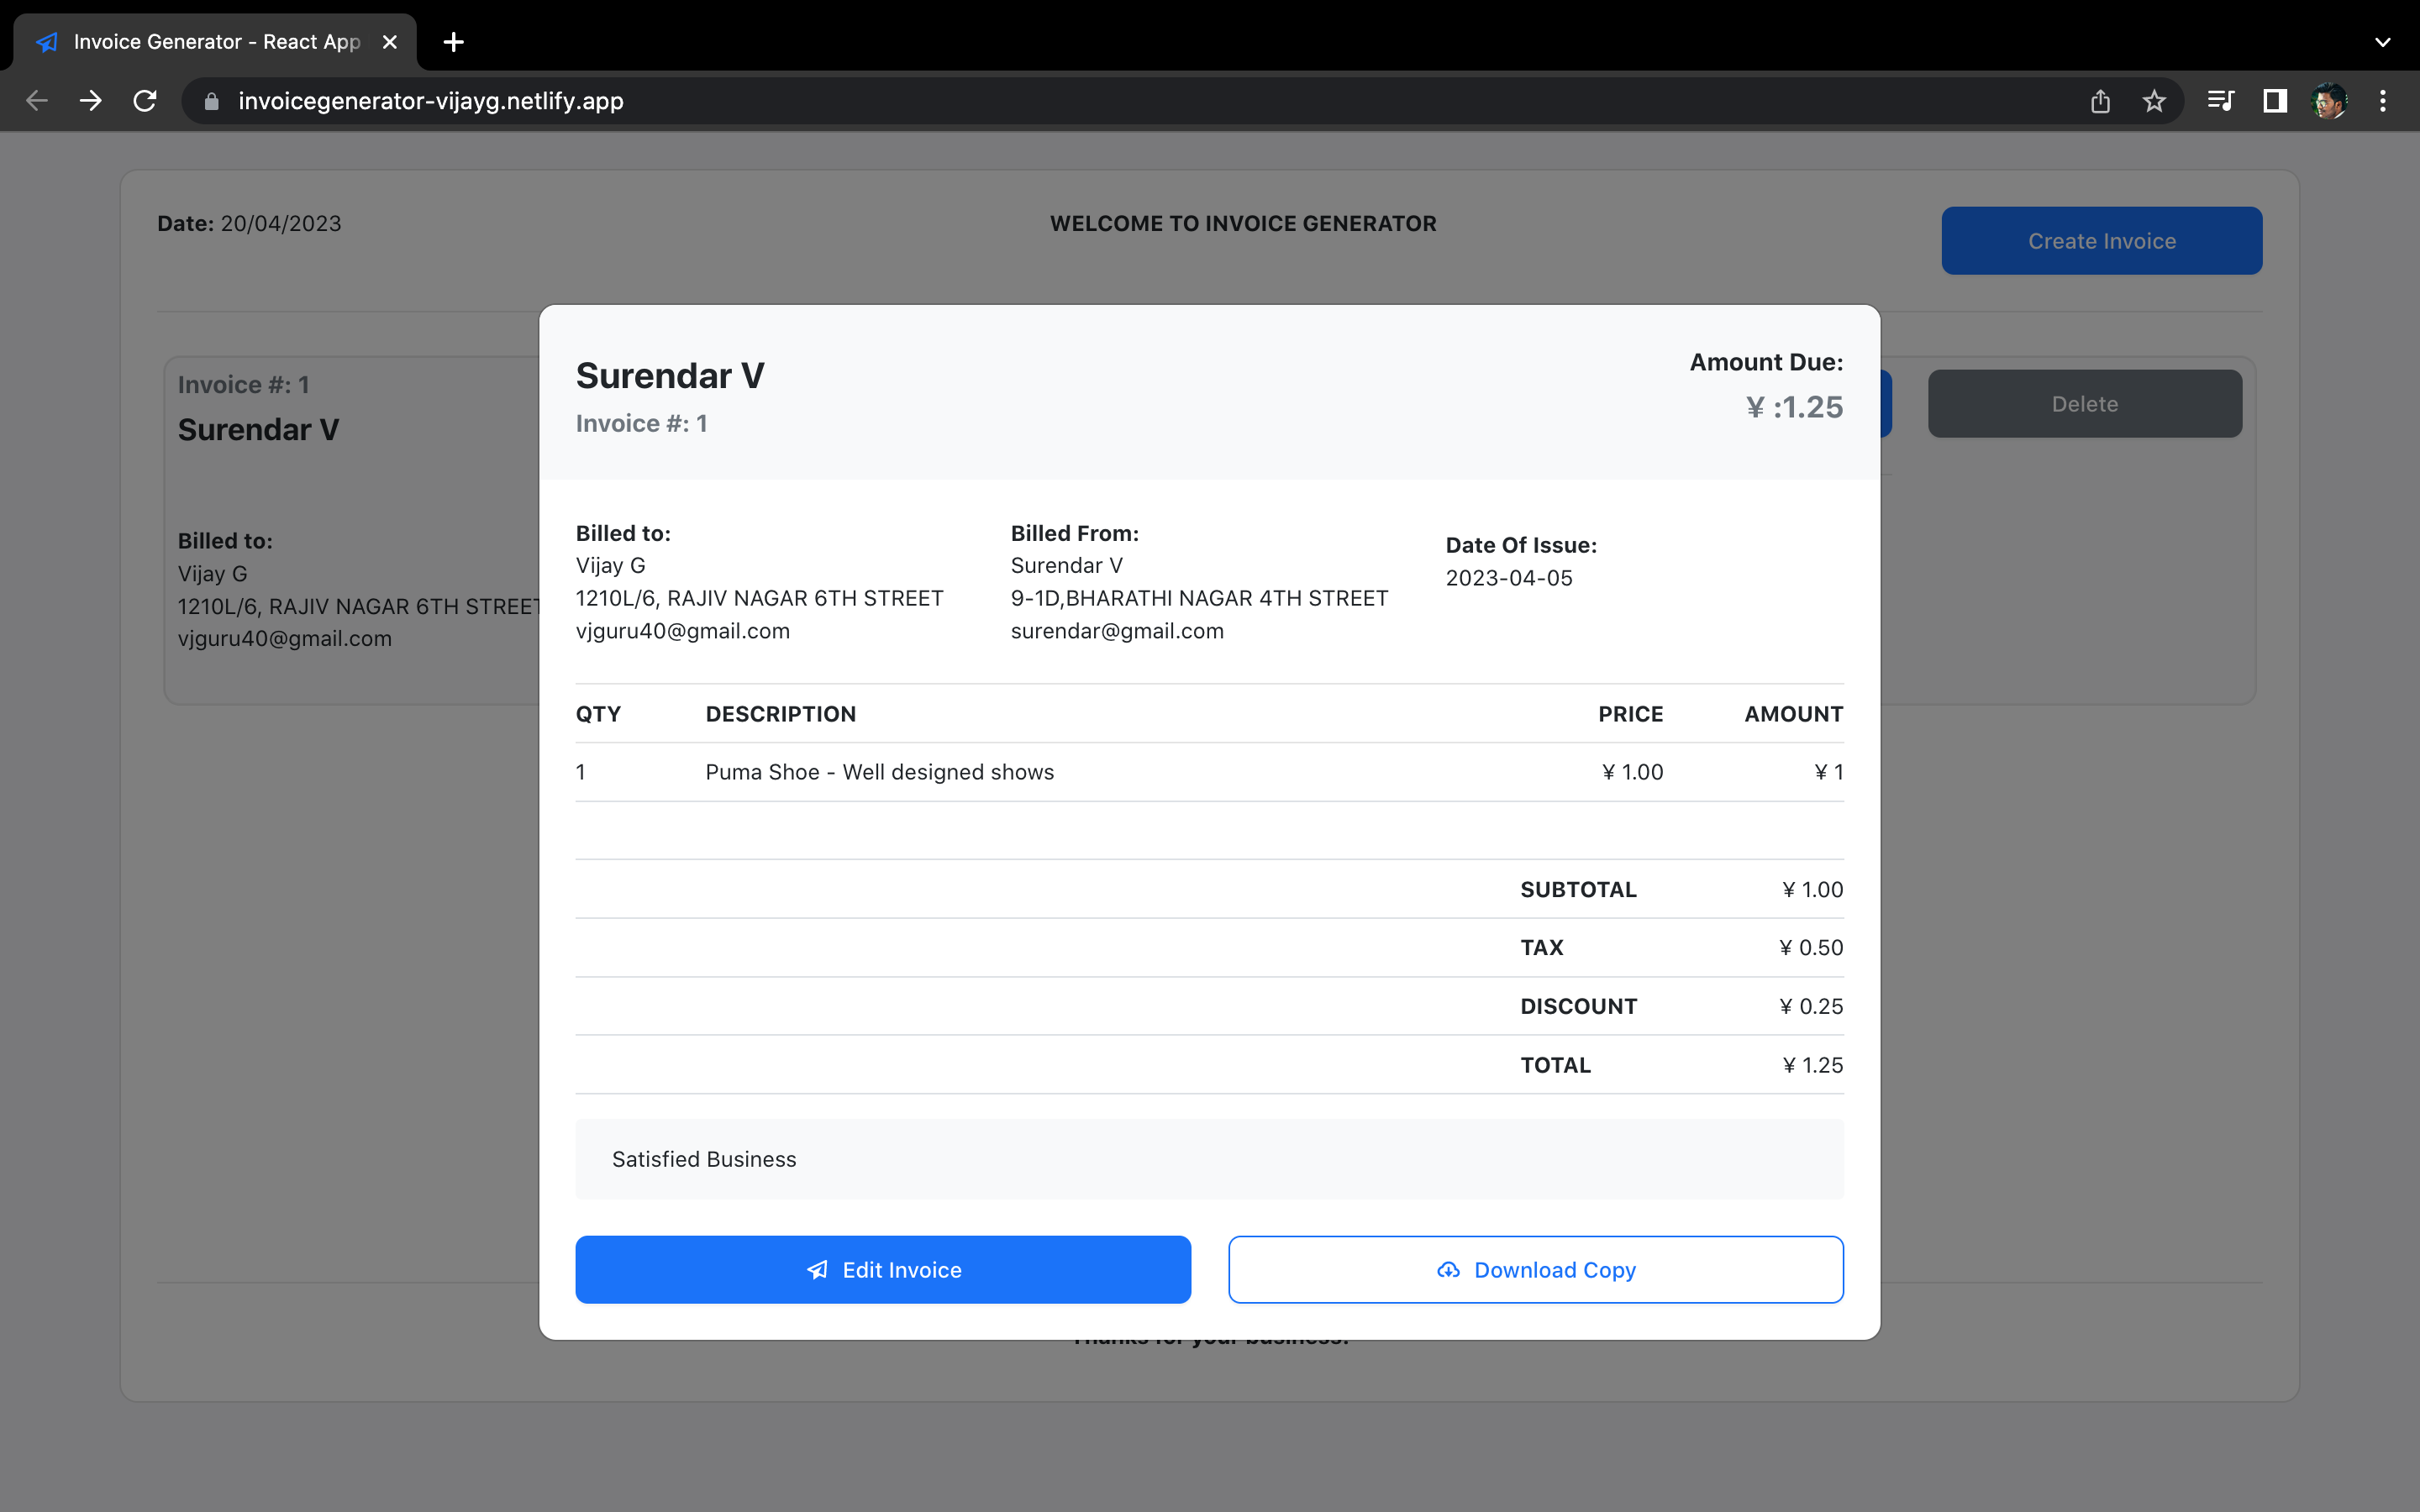 Invoice Generator - React App
invoicegenerator-vijayg.netlify.app
Date: 20/04/2023
WELCOME TO INVOICE GENERATOR
Create Invoice
Invoice #: 1
Surendar V
Delete
Billed to:
Vijay G
1210L/6, RAJIV NAGAR 6TH STREET
vjguru40@gmail.com
Surendar V
Invoice #: 1
Amount Due:
¥ :1.25
Billed to:
Vijay G
1210L/6, RAJIV NAGAR 6TH STREET
vjguru40@gmail.com
Billed From:
Surendar V
9-1D,BHARATHI NAGAR 4TH STREET
surendar@gmail.com
Date Of Issue:
2023-04-05
QTY DESCRIPTION PRICE AMOUNT
1 Puma Shoe - Well designed shows ¥ 1.00 ¥ 1
SUBTOTAL ¥ 1.00
TAX ¥ 0.50
DISCOUNT ¥ 0.25
TOTAL ¥ 1.25
Satisfied Business
Edit Invoice
Download Copy
Thanks for your business!